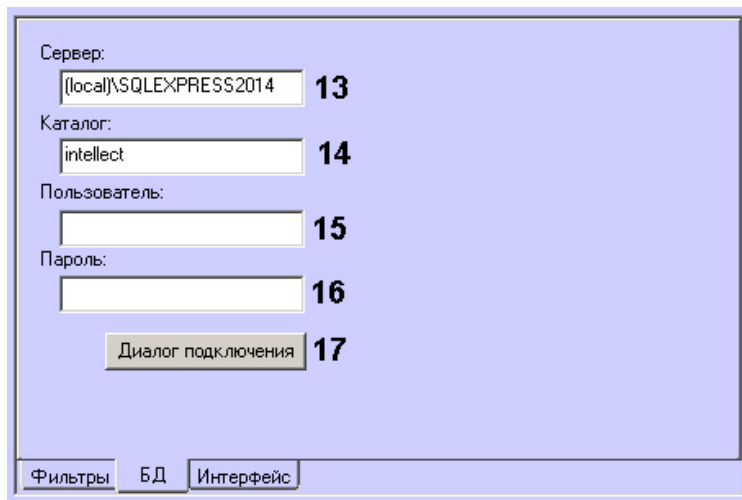 Сервер:
(local)\SQLEXPRESS2014 13
Каталог:
intellect 14
Пользователь:
15
Пароль:
16
Диалог подключения 17
Фильтры БД Интерфейс